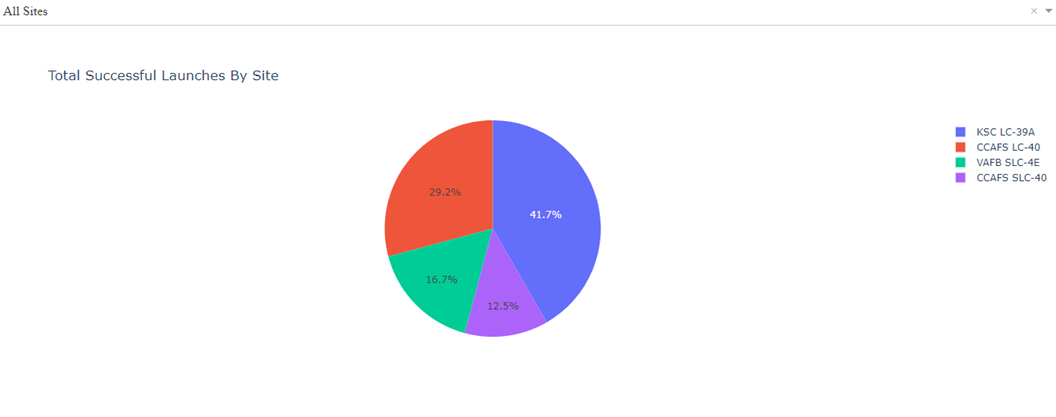 All Sites
Total Successful Launches By Site
KSC LC-39A
CCAFS LC-40
VAFB SLC-4E
CCAFS SLC-40
29.2%
41.7%
16.7%
12.5%